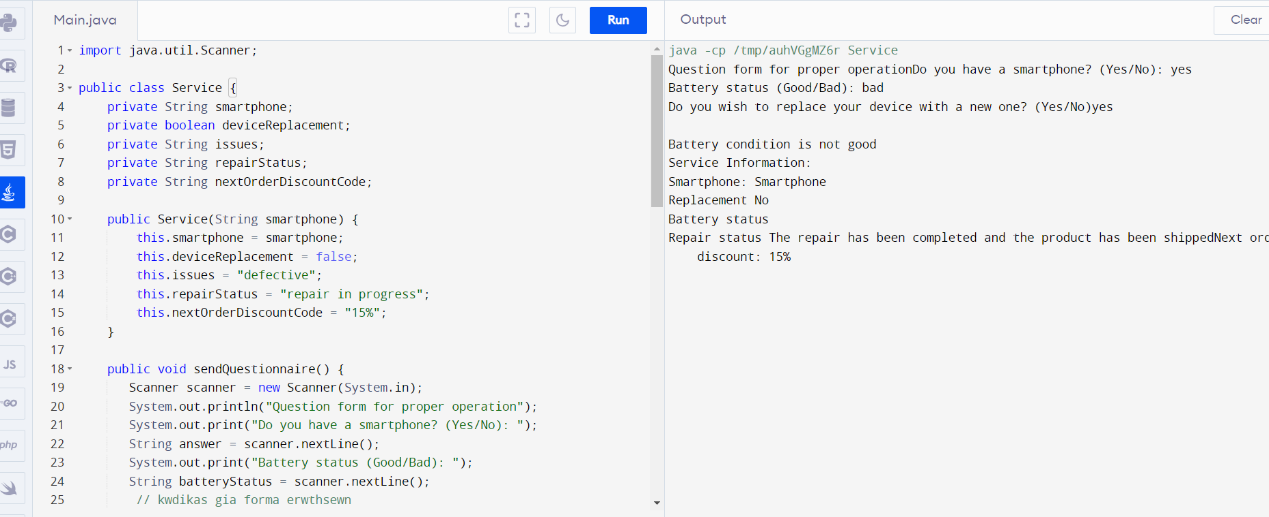 Main.java
Run
Output
Clear
1 import java.util.Scanner;
2
3 public class Service {
4 private String smartphone;
5 private boolean deviceReplacement;
6 private String issues;
7 private String repairStatus;
8 private String nextOrderDiscountCode;
9
10 public Service(String smartphone) {
11 this.smartphone = smartphone;
12 this.deviceReplacement = false;
13 this.issues = "defective";
14 this.repairStatus = "repair in progress";
15 this.nextOrderDiscountCode = "15%";
16 }
17
18 public void sendQuestionnaire() {
19 Scanner scanner = new Scanner(System.in);
20 System.out.println("Question form for proper operation");
21 System.out.print("Do you have a smartphone? (Yes/No): ");
22 String answer = scanner.nextLine();
23 System.out.print("Battery status (Good/Bad): ");
24 String batteryStatus = scanner.nextLine();
25 // kwdikas gia forma erwthsewn
java -cp /tmp/auhVGgMZ6r Service
Question form for proper operationDo you have a smartphone? (Yes/No): yes
Battery status (Good/Bad): bad
Do you wish to replace your device with a new one? (Yes/No)yes
Battery condition is not good
Service Information:
Smartphone: Smartphone
Replacement No
Battery status
Repair status The repair has been completed and the product has been shippedNext ord
discount: 15%
R
5
C
C
C
JS
GO
php